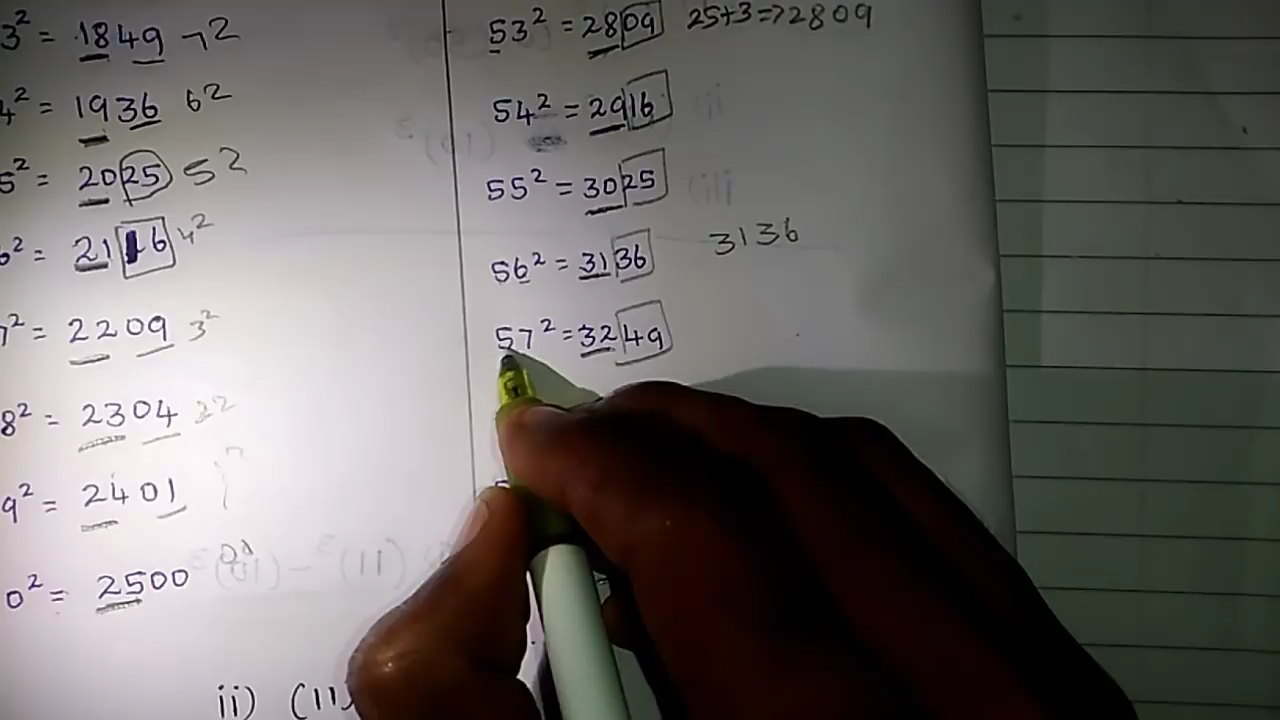 3² = 1849 72
4² = 1936 62
5² = 2025 52
6² = 2116 4²
7² = 2209 3²
8² = 2304 22
9² = 2401
0² = 2500
ii) (11)
53² = 2809 25+3=>2809
54² = 2916
55² = 3025
56² = 3136 3136
57² = 3249